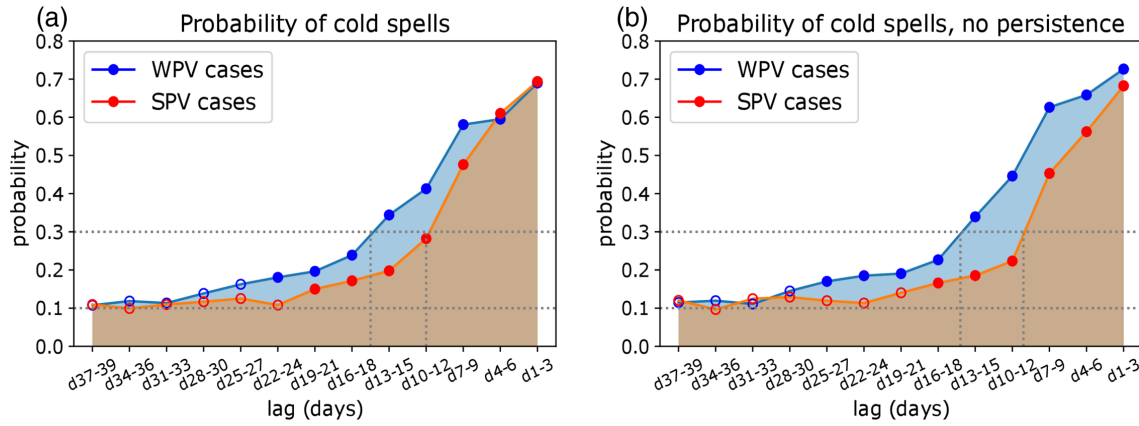 (a)
Probability of cold spells
WPV cases
SPV cases
0.8
0.7
0.6
0.5
0.4
0.3
0.2
0.1
0.0
probability
d37-39
d34-36
d31-33
d28-30
d25-27
d22-24
d19-21
d16-18
d13-15
d10-12
d7-9
d4-6
d1-3
lag (days)
(b)
Probability of cold spells, no persistence
WPV cases
SPV cases
0.8
0.7
0.6
0.5
0.4
0.3
0.2
0.1
0.0
probability
d37-39
d34-36
d31-33
d28-30
d25-27
d22-24
d19-21
d16-18
d13-15
d10-12
d7-9
d4-6
d1-3
lag (days)